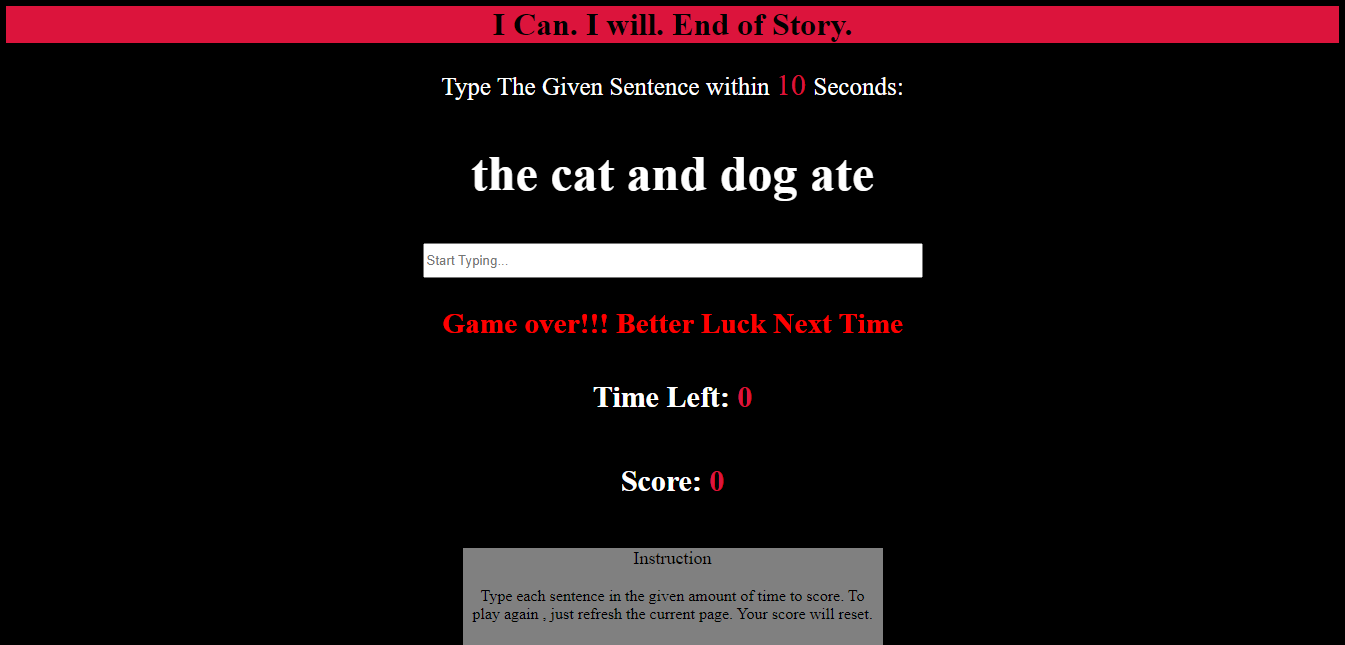 I Can. I will. End of Story.
Type The Given Sentence within 10 Seconds:
the cat and dog ate
Start Typing...
Game over!!! Better Luck Next Time
Time Left: 0
Score: 0
Instruction
Type each sentence in the given amount of time to score. To
play again , just refresh the current page. Your score will reset.